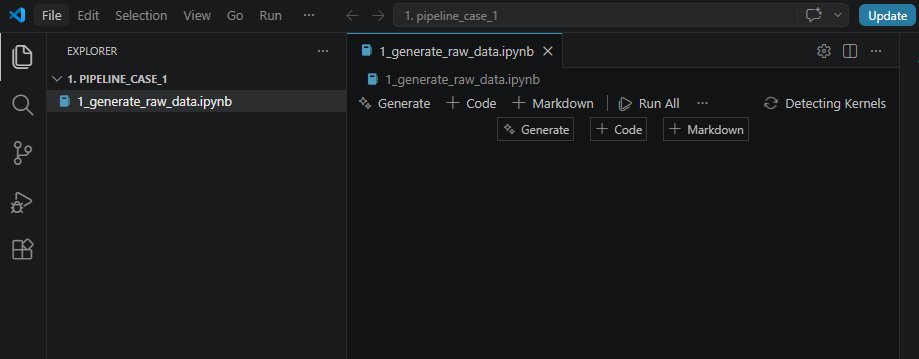 File Edit Selection View Go Run ··· 1. pipeline_case_1 Update
EXPLORER ···
1. PIPELINE_CASE_1
1_generate_raw_data.ipynb
1_generate_raw_data.ipynb
1_generate_raw_data.ipynb
Generate + Code + Markdown Run All ··· Detecting Kernels
Generate + Code + Markdown